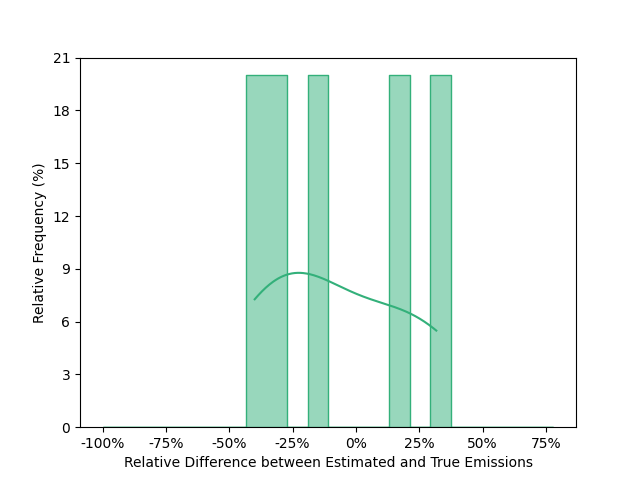 21
18
15
12
9
6
3
0
Relative Frequency (%)
-100% -75% -50% -25% 0% 25% 50% 75%
Relative Difference between Estimated and True Emissions